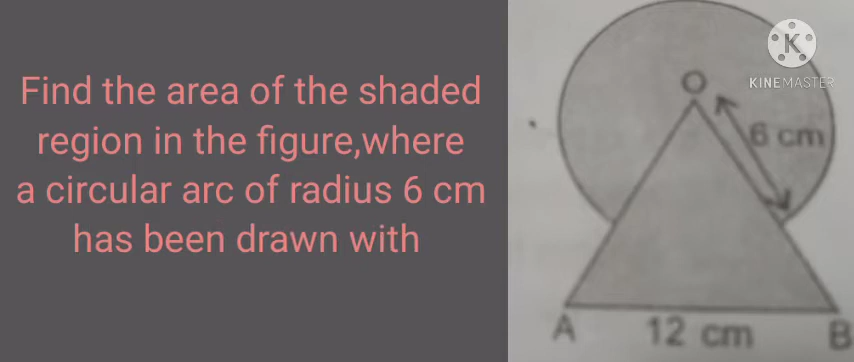 Find the area of the shaded
region in the figure,where
a circular arc of radius 6 cm
has been drawn with
K
KINEMASTER
O
6 cm
A
12 cm
B